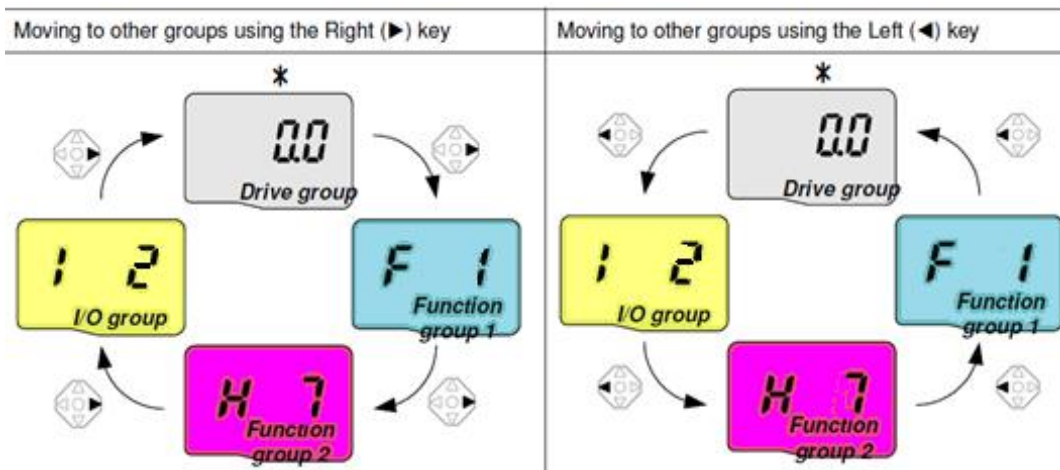 Moving to other groups using the Right (▶) key
*
0.0
Drive group
I 2
I/O group
F 1
Function
group 1
H 7
Function
group 2
Moving to other groups using the Left (◀) key
*
0.0
Drive group
I 2
I/O group
F 1
Function
group 1
H 7
Function
group 2